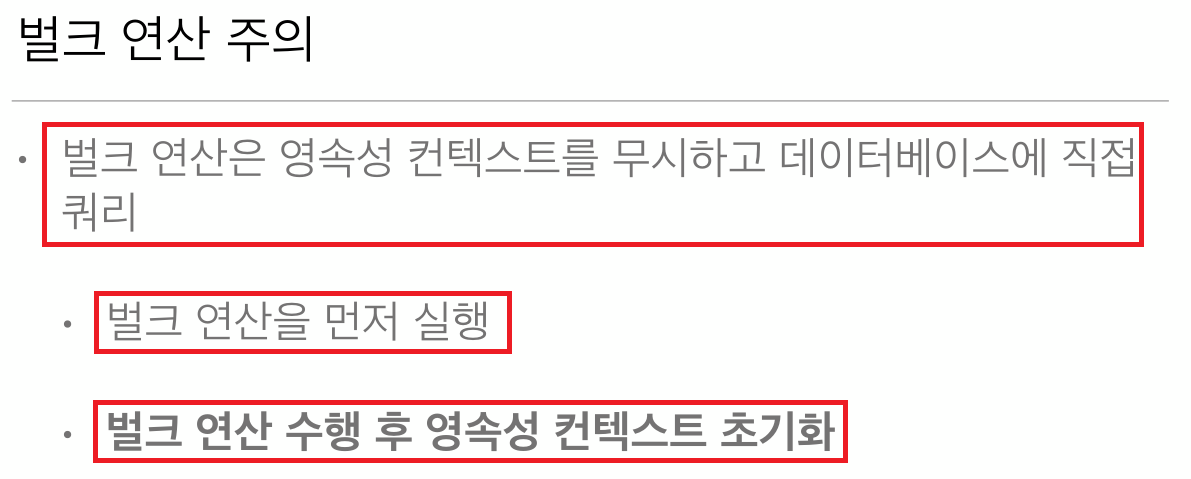 벌크 연산 주의
• 벌크 연산은 영속성 컨텍스트를 무시하고 데이터베이스에 직접
쿼리
• 벌크 연산을 먼저 실행
• 벌크 연산 수행 후 영속성 컨텍스트 초기화